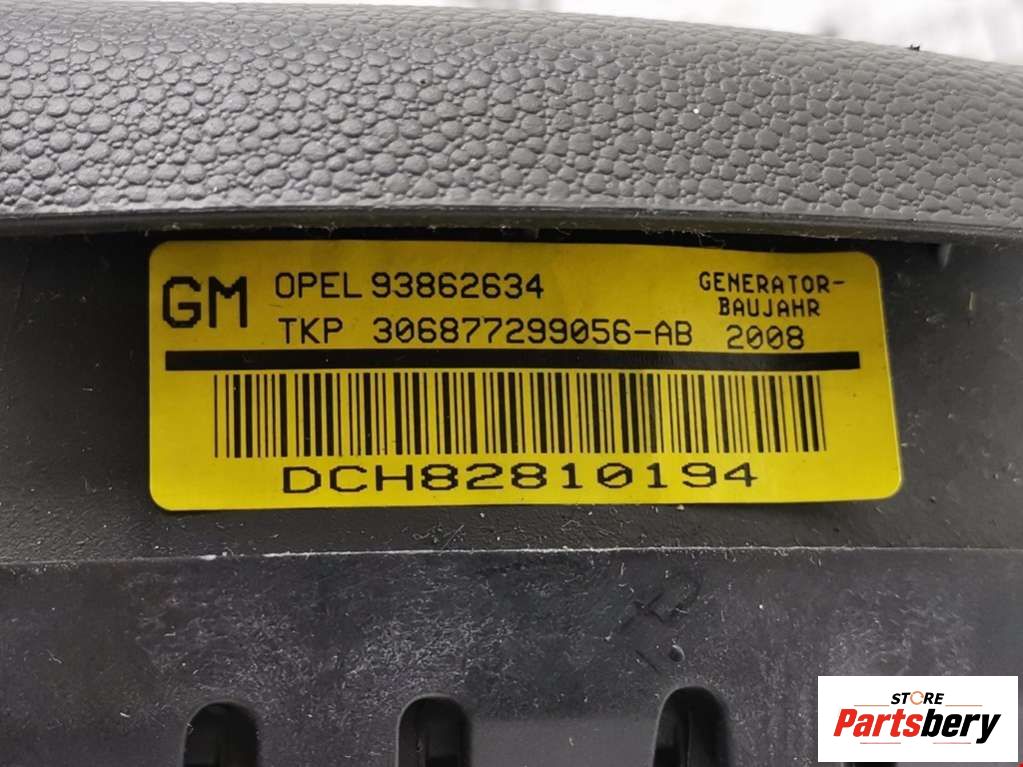 GM OPEL 93862634 GENERATOR-
BAUJAHR
TKP 306877299056-AB 2008
DCH82810194
STORE
Partsbery